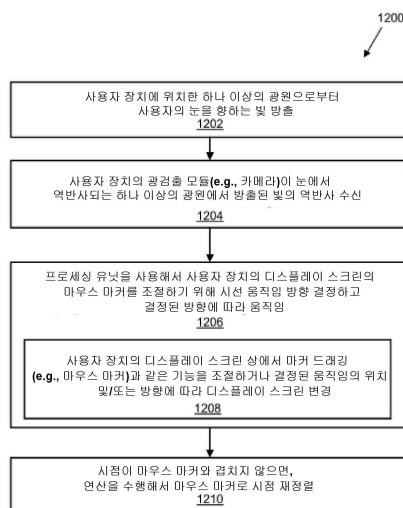 1200
사용자 장치에 위치한 하나 이상의 광원으로부터
사용자의 눈을 향하는 빛 방출
1202
사용자 장치의 광검출 모듈(e.g., 카메라)이 눈에서
역반사되는 하나 이상의 광원에서 방출된 빛의 역반사 수신
1204
프로세싱 유닛을 사용해서 사용자 장치의 디스플레이 스크린의
마우스 마커를 조절하기 위해 시선 움직임 방향 결정하고
결정된 방향에 따라 움직임
1206
사용자 장치의 디스플레이 스크린 상에서 마커 드래깅
(e.g., 마우스 마커)과 같은 기능을 조절하거나 결정된 움직임의 위치
및/또는 방향에 따라 디스플레이 스크린 변경
1208
시점이 마우스 마커와 겹치지 않으면,
연산을 수행해서 마우스 마커로 시점 재정렬
1210